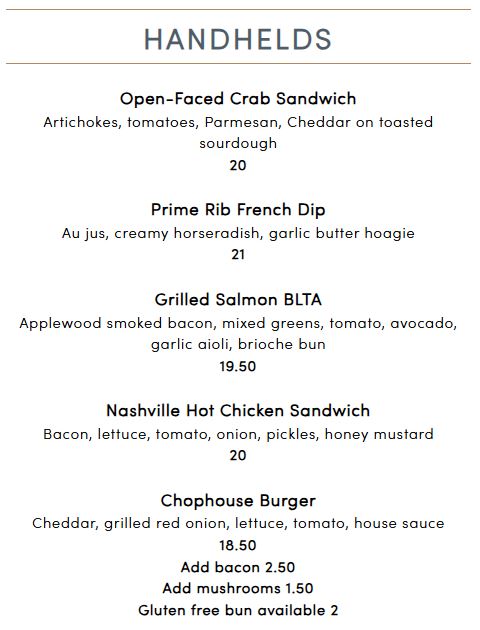 HANDHELDS
Open-Faced Crab Sandwich
Artichokes, tomatoes, Parmesan, Cheddar on toasted
sourdough
20
Prime Rib French Dip
Au jus, creamy horseradish, garlic butter hoagie
21
Grilled Salmon BLTA
Applewood smoked bacon, mixed greens, tomato, avocado,
garlic aioli, brioche bun
19.50
Nashville Hot Chicken Sandwich
Bacon, lettuce, tomato, onion, pickles, honey mustard
20
Chophouse Burger
Cheddar, grilled red onion, lettuce, tomato, house sauce
18.50
Add bacon 2.50
Add mushrooms 1.50
Gluten free bun available 2